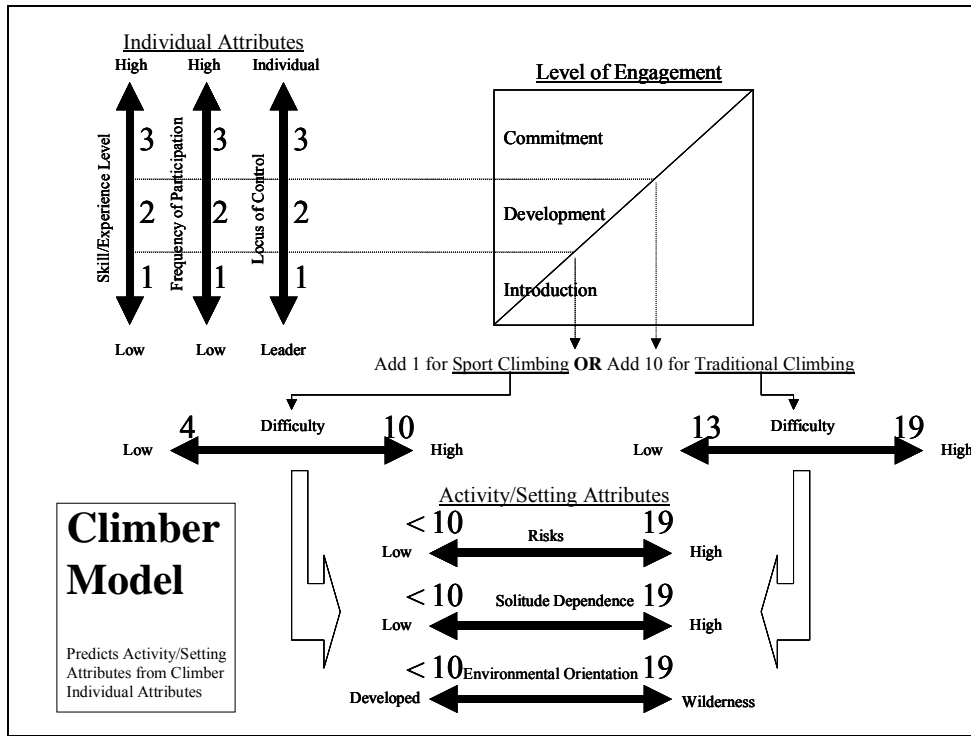 Individual Attributes
High High Individual
Level of Engagement
Skill/Experience Level
3
2
1
Frequency of Participation
3
2
1
Locus of Control
3
2
1
Low Low Leader
Commitment
Development
Introduction
Add 1 for Sport Climbing OR Add 10 for Traditional Climbing
4 Difficulty 10
Low High
13 Difficulty 19
Low High
Activity/Setting Attributes
< 10 Risks 19
Low High
< 10 Solitude Dependence 19
Low High
< 10 Environmental Orientation 19
Developed Wilderness
Climber
Model
Predicts Activity/Setting
Attributes from Climber
Individual Attributes